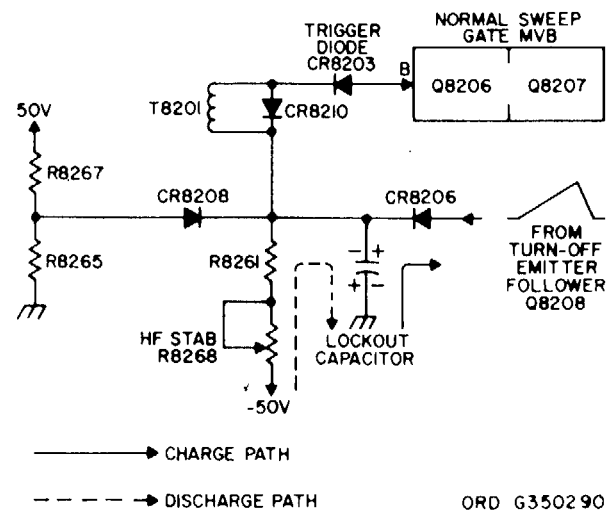 NORMAL SWEEP
GATE MVB
TRIGGER
DIODE
CR8203
B
Q8206
Q8207
T8201
CR8210
50V
R8267
CR8208
CR8206
R8265
R8261
- -
+ +
FROM
TURN-OFF
EMITTER
FOLLOWER
Q8208
HF STAB
R8268
LOCKOUT
CAPACITOR
-50V
CHARGE PATH
DISCHARGE PATH
ORD G350290